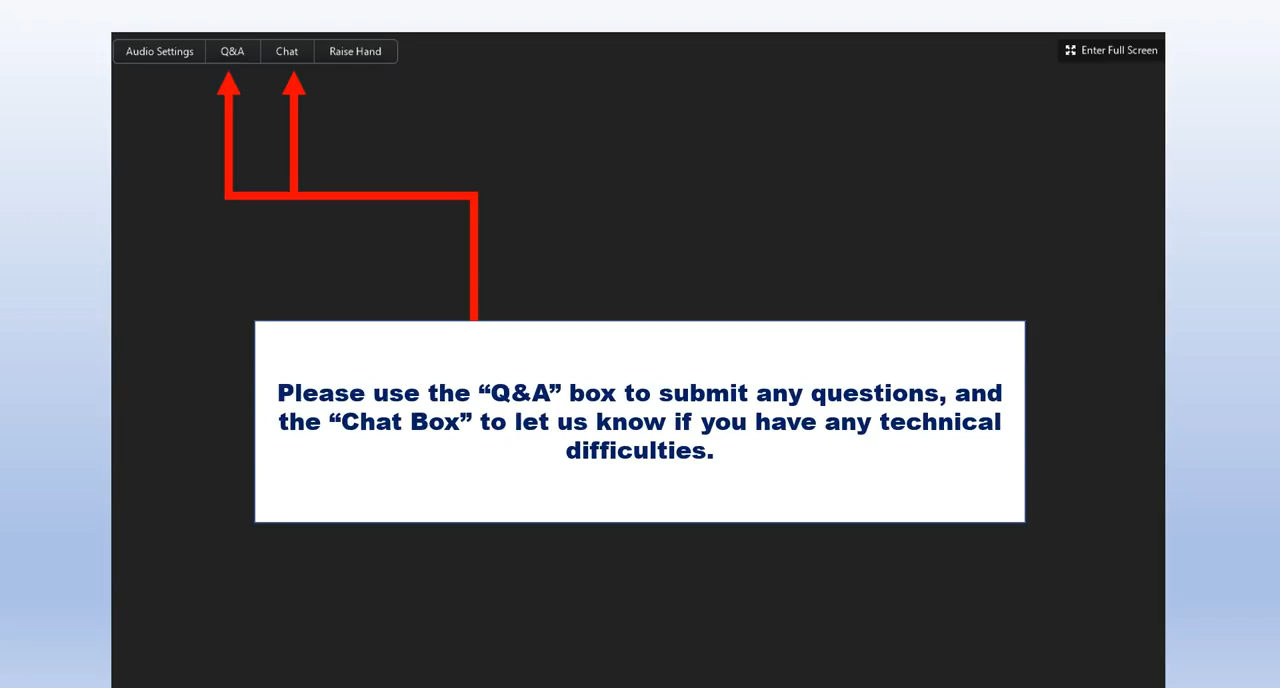 Audio Settings Q&A Chat Raise Hand Enter Full Screen
Please use the “Q&A” box to submit any questions, and
the “Chat Box” to let us know if you have any technical
difficulties.